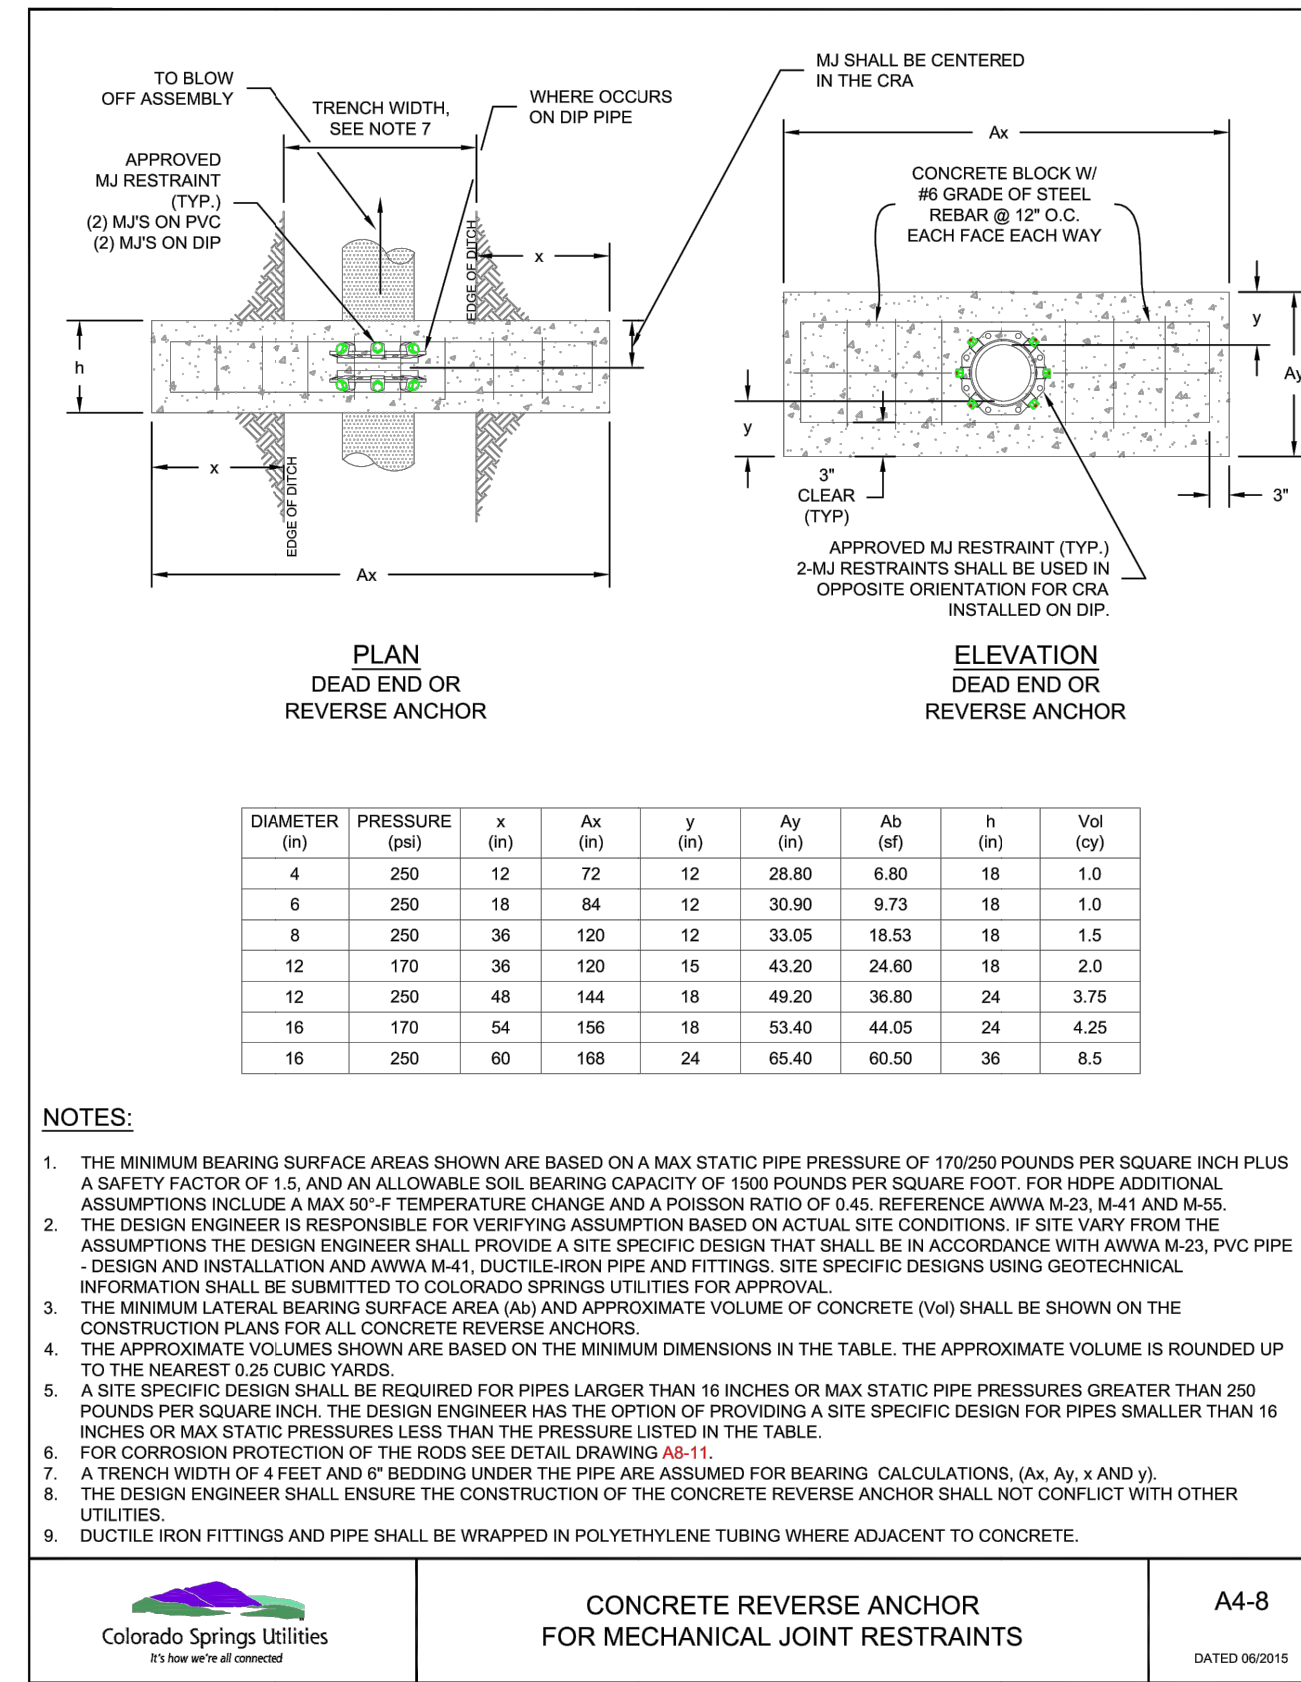 TO BLOW
OFF ASSEMBLY
TRENCH WIDTH,
SEE NOTE 7
WHERE OCCURS
ON DIP PIPE
MJ SHALL BE CENTERED
IN THE CRA
APPROVED
MJ RESTRAINT
(TYP.)
(2) MJ'S ON PVC
(2) MJ'S ON DIP
EDGE OF DITCH
x
h
x
EDGE OF DITCH
Ax
Ax
CONCRETE BLOCK W/
#6 GRADE OF STEEL
REBAR @ 12" O.C.
EACH FACE EACH WAY
y
Ay
y
3"
CLEAR
(TYP)
3"
APPROVED MJ RESTRAINT (TYP.)
2-MJ RESTRAINTS SHALL BE USED IN
OPPOSITE ORIENTATION FOR CRA
INSTALLED ON DIP.
PLAN
DEAD END OR
REVERSE ANCHOR
ELEVATION
DEAD END OR
REVERSE ANCHOR
DIAMETER PRESSURE x Ax y Ay Ab h Vol
(in) (psi) (in) (in) (in) (in) (sf) (in) (cy)
4 250 12 72 12 28.80 6.80 18 1.0
6 250 18 84 12 30.90 9.73 18 1.0
8 250 36 120 12 33.05 18.53 18 1.5
12 170 36 120 15 43.20 24.60 18 2.0
12 250 48 144 18 49.20 36.80 24 3.75
16 170 54 156 18 53.40 44.05 24 4.25
16 250 60 168 24 65.40 60.50 36 8.5
NOTES:
1. THE MINIMUM BEARING SURFACE AREAS SHOWN ARE BASED ON A MAX STATIC PIPE PRESSURE OF 170/250 POUNDS PER SQUARE INCH PLUS
A SAFETY FACTOR OF 1.5, AND AN ALLOWABLE SOIL BEARING CAPACITY OF 1500 POUNDS PER SQUARE FOOT. FOR HDPE ADDITIONAL
ASSUMPTIONS INCLUDE A MAX 50°-F TEMPERATURE CHANGE AND A POISSON RATIO OF 0.45. REFERENCE AWWA M-23, M-41 AND M-55.
2. THE DESIGN ENGINEER IS RESPONSIBLE FOR VERIFYING ASSUMPTION BASED ON ACTUAL SITE CONDITIONS. IF SITE VARY FROM THE
ASSUMPTIONS THE DESIGN ENGINEER SHALL PROVIDE A SITE SPECIFIC DESIGN THAT SHALL BE IN ACCORDANCE WITH AWWA M-23, PVC PIPE
- DESIGN AND INSTALLATION AND AWWA M-41, DUCTILE-IRON PIPE AND FITTINGS. SITE SPECIFIC DESIGNS USING GEOTECHNICAL
INFORMATION SHALL BE SUBMITTED TO COLORADO SPRINGS UTILITIES FOR APPROVAL.
3. THE MINIMUM LATERAL BEARING SURFACE AREA (Ab) AND APPROXIMATE VOLUME OF CONCRETE (Vol) SHALL BE SHOWN ON THE
CONSTRUCTION PLANS FOR ALL CONCRETE REVERSE ANCHORS.
4. THE APPROXIMATE VOLUMES SHOWN ARE BASED ON THE MINIMUM DIMENSIONS IN THE TABLE. THE APPROXIMATE VOLUME IS ROUNDED UP
TO THE NEAREST 0.25 CUBIC YARDS.
5. A SITE SPECIFIC DESIGN SHALL BE REQUIRED FOR PIPES LARGER THAN 16 INCHES OR MAX STATIC PIPE PRESSURES GREATER THAN 250
POUNDS PER SQUARE INCH. THE DESIGN ENGINEER HAS THE OPTION OF PROVIDING A SITE SPECIFIC DESIGN FOR PIPES SMALLER THAN 16
INCHES OR MAX STATIC PRESSURES LESS THAN THE PRESSURE LISTED IN THE TABLE.
6. FOR CORROSION PROTECTION OF THE RODS SEE DETAIL DRAWING A8-11.
7. A TRENCH WIDTH OF 4 FEET AND 6" BEDDING UNDER THE PIPE ARE ASSUMED FOR BEARING CALCULATIONS, (Ax, Ay, x AND y).
8. THE DESIGN ENGINEER SHALL ENSURE THE CONSTRUCTION OF THE CONCRETE REVERSE ANCHOR SHALL NOT CONFLICT WITH OTHER
UTILITIES.
9. DUCTILE IRON FITTINGS AND PIPE SHALL BE WRAPPED IN POLYETHYLENE TUBING WHERE ADJACENT TO CONCRETE.
Colorado Springs Utilities
It's how we're all connected
CONCRETE REVERSE ANCHOR
FOR MECHANICAL JOINT RESTRAINTS
A4-8
DATED 06/2015